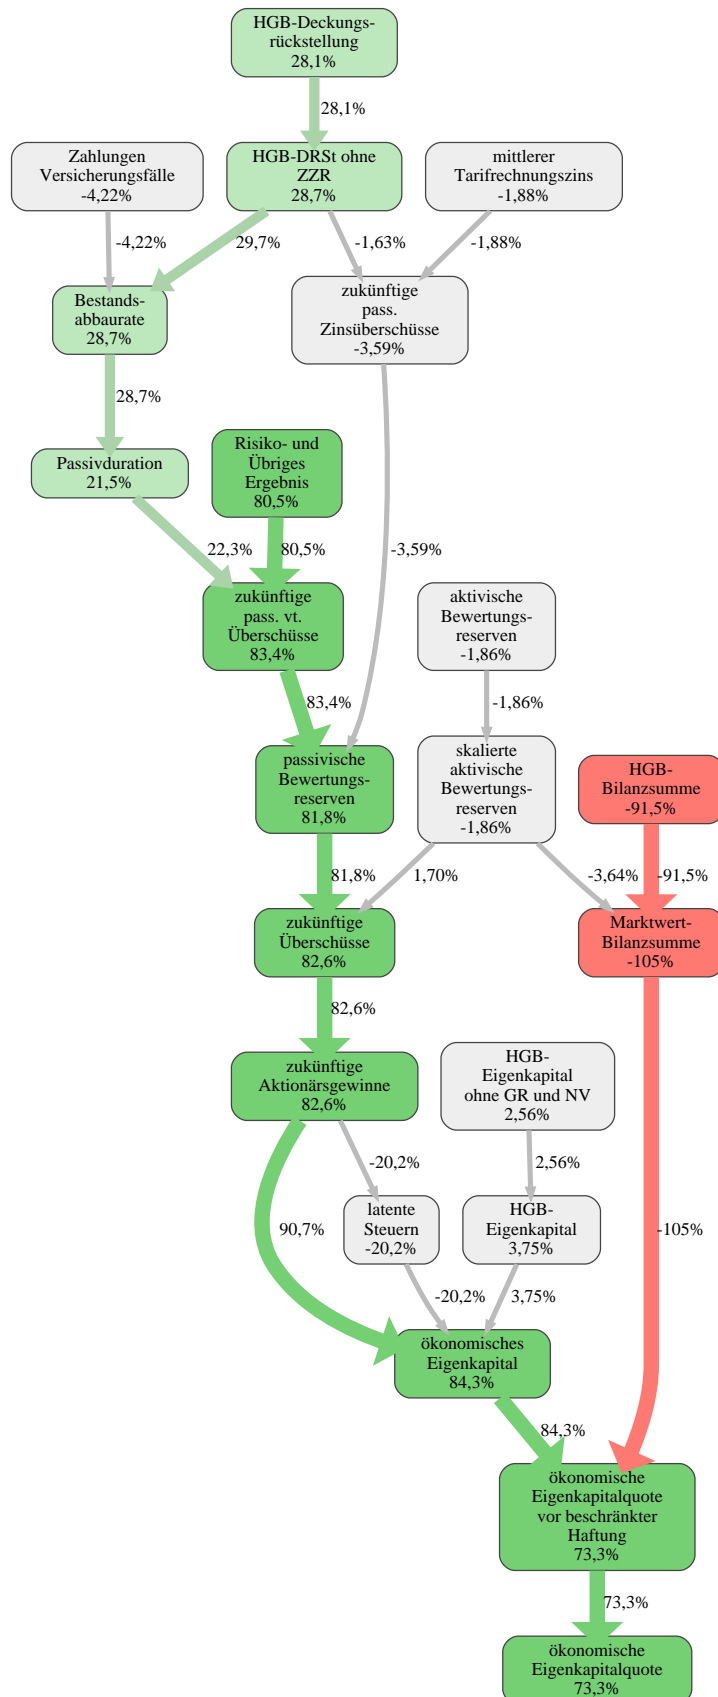 HGB-Deckungs-
rückstellung
28,1%
28,1%
Zahlungen
Versicherungsfälle
-4,22%
HGB-DRSt ohne
ZZR
28,7%
mittlerer
Tarifrechnungszins
-1,88%
-4,22%
29,7%
-1,63%
-1,88%
Bestands-
abbaurate
28,7%
zukünftige
pass.
Zinsüberschüsse
-3,59%
28,7%
Passivduration
21,5%
Risiko- und
Übriges
Ergebnis
80,5%
22,3%
80,5%
-3,59%
zukünftige
pass. vt.
Überschüsse
83,4%
aktivische
Bewertungs-
reserven
-1,86%
83,4%
-1,86%
passivische
Bewertungs-
reserven
81,8%
skalierte
aktivische
Bewertungs-
reserven
-1,86%
HGB-
Bilanzsumme
-91,5%
81,8%
1,70%
-3,64%
-91,5%
zukünftige
Überschüsse
82,6%
Marktwert-
Bilanzsumme
-105%
82,6%
zukünftige
Aktionärsgewinne
82,6%
HGB-
Eigenkapital
ohne GR und NV
2,56%
-20,2%
2,56%
90,7%
latente
Steuern
-20,2%
HGB-
Eigenkapital
3,75%
-105%
-20,2%
3,75%
ökonomisches
Eigenkapital
84,3%
84,3%
ökonomische
Eigenkapitalquote
vor beschränkter
Haftung
73,3%
73,3%
ökonomische
Eigenkapitalquote
73,3%